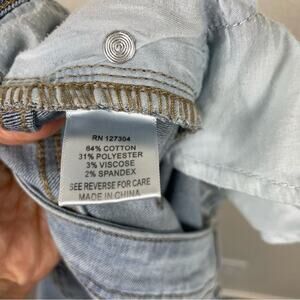 RN 127304
64% COTTON
31% POLYESTER
3% VISCOSE
2% SPANDEX
SEE REVERSE FOR CARE
MADE IN CHINA